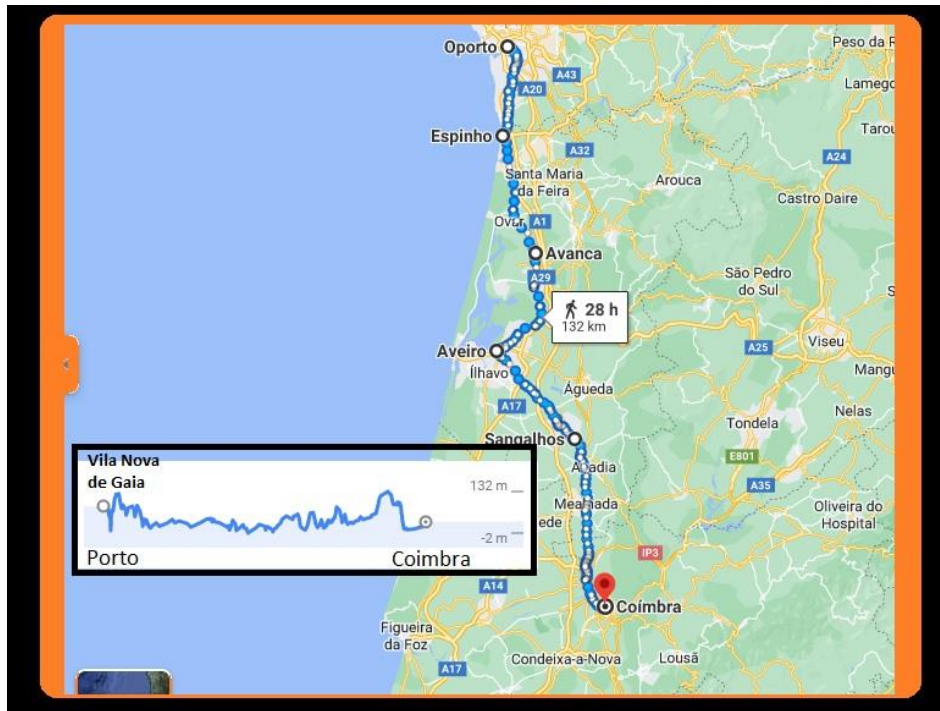 Oporto
Peso da R
A43
A20
Lamego
Espinho
Tarou
A32
A24
Santa Maria
da Feira
Arouca
Castro Daire
Ovar
A1
Avanca
A29
São Pedro
do Sul
28 h
132 km
Viseu
Aveiro
A25
Ílhavo
Mangu
Águeda
A17
Nelas
Tondela
Sangalhos
E801
Vila Nova
de Gaia
Anadia
A35
132 m
Mealhada
Oliveira do
Hospital
ede
-2 m
Porto
Coimbra
IP3
A14
Coímbra
Figueira
da Foz
Condeixa-a-Nova
Lousã
A17